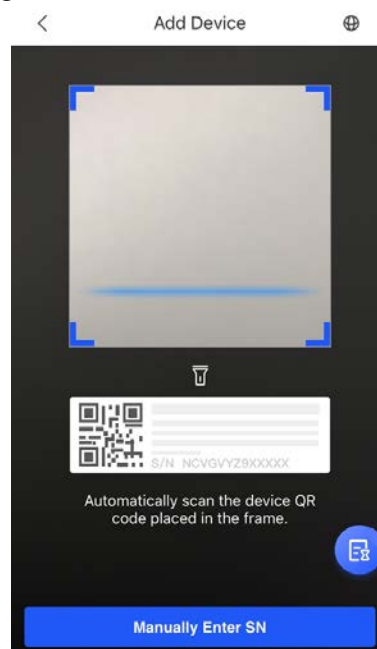 Add Device
S/N NCVGVYZ9XXXXX
Automatically scan the device QR
code placed in the frame.
Manually Enter SN